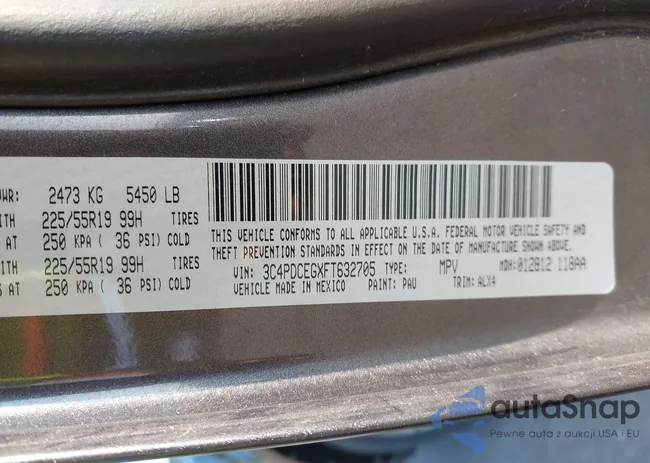 WR: 2473 KG 5450 LB
ITH 225/55R19 99H TIRES
S AT 250 KPA ( 36 PSI) COLD
225/55R19 99H TIRES
S AT 250 KPA ( 36 PSI) COLD
THIS VEHICLE CONFORMS TO ALL APPLICABLE U.S.A. FEDERAL MOTOR VEHICLE SAFETY AND
THEFT PREVENTION STANDARDS IN EFFECT ON THE DATE OF MANUFACTURE SHOWN ABOVE.
VIN: 3C4PDCEGXFT632705 TYPE: MPV MDH: 012812 118AA
VEHICLE MADE IN MEXICO PAINT: PAU TRIM: ALX4
autaSnap
Pewne auta z aukcji USA i EU